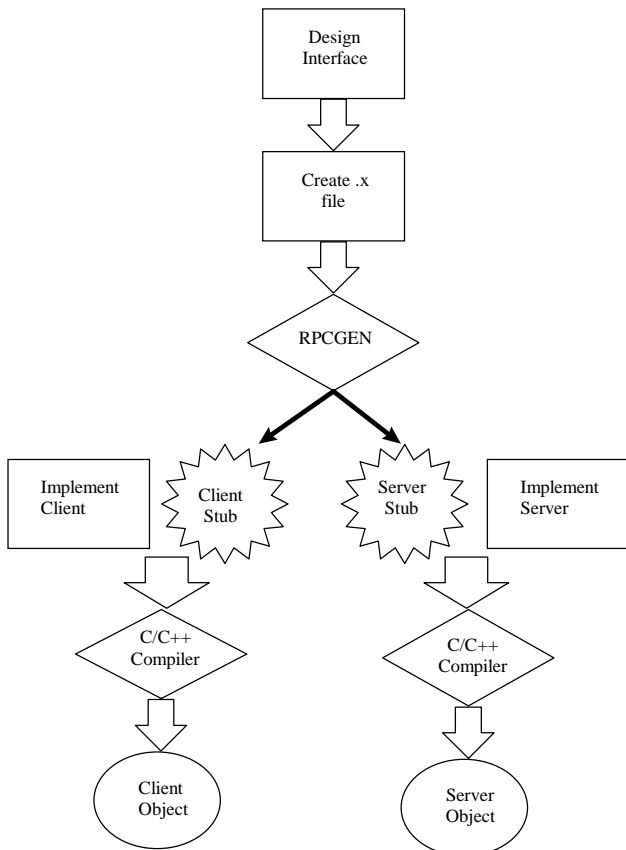 Design
Interface
Create .x
file
RPCGEN
Implement
Client
Client
Stub
Server
Stub
Implement
Server
C/C++
Compiler
C/C++
Compiler
Client
Object
Server
Object